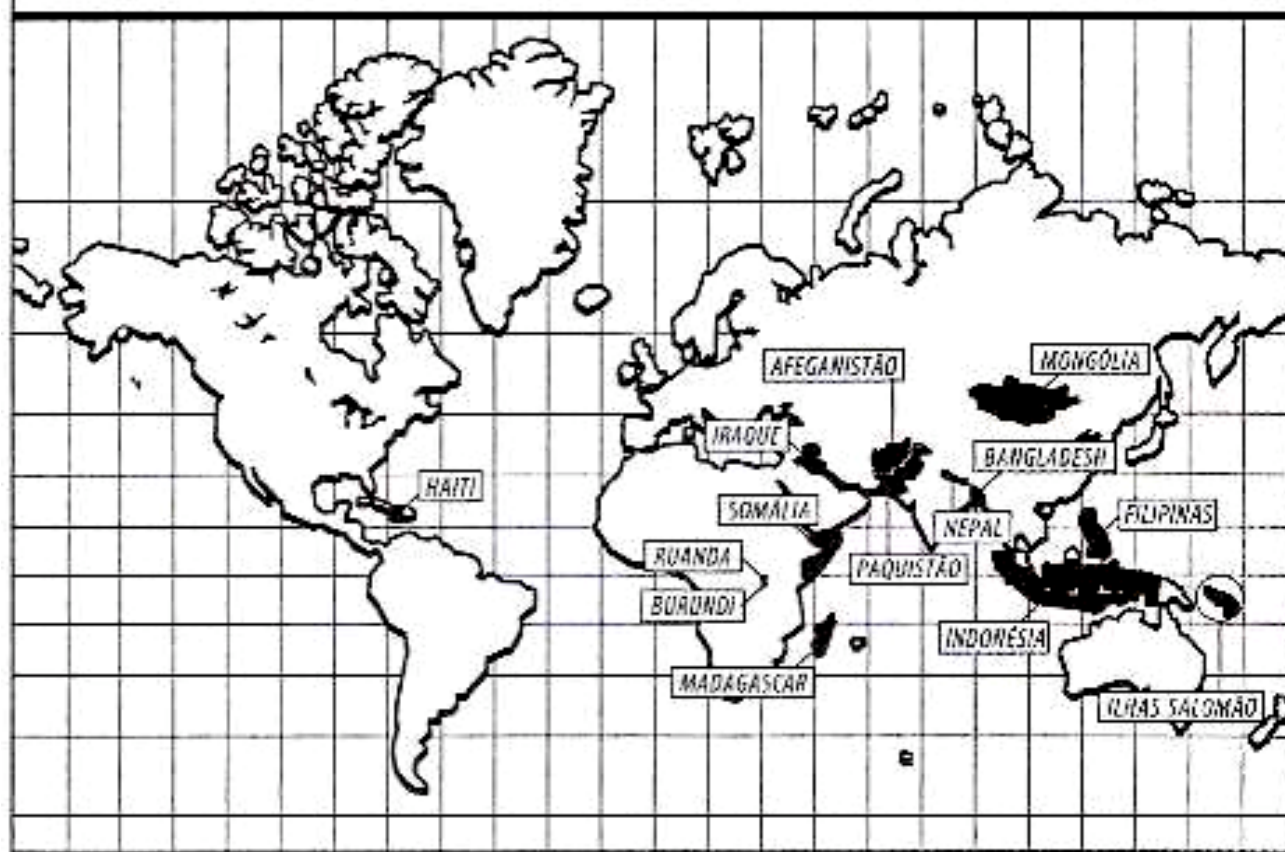 AFEGANISTÃO
MONGÓLIA
IRAQUE
BANGLADESH
HAITI
SOMÁLIA
NEPAL
FILIPINAS
RUANDA
PAQUISTÃO
BURUNDI
INDONÉSIA
MADAGASCAR
ILHAS SALOMÃO